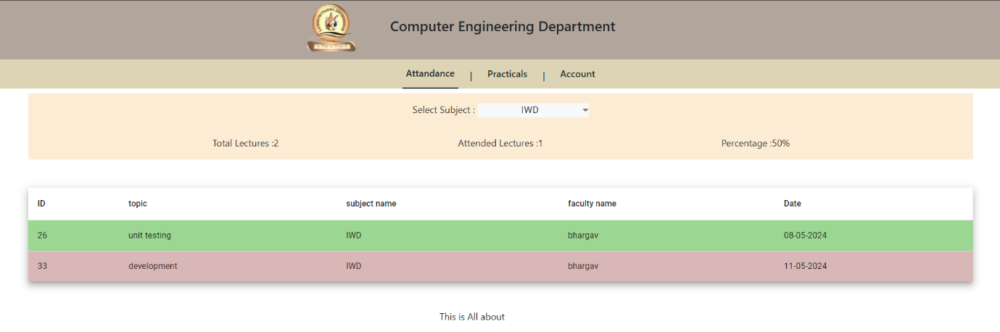 Computer Engineering Department
Attandance | Practicals | Account
Select Subject : IWD
Total Lectures :2 Attended Lectures :1 Percentage :50%
ID topic subject name faculty name Date
26 unit testing IWD bhargav 08-05-2024
33 development IWD bhargav 11-05-2024
This is All about